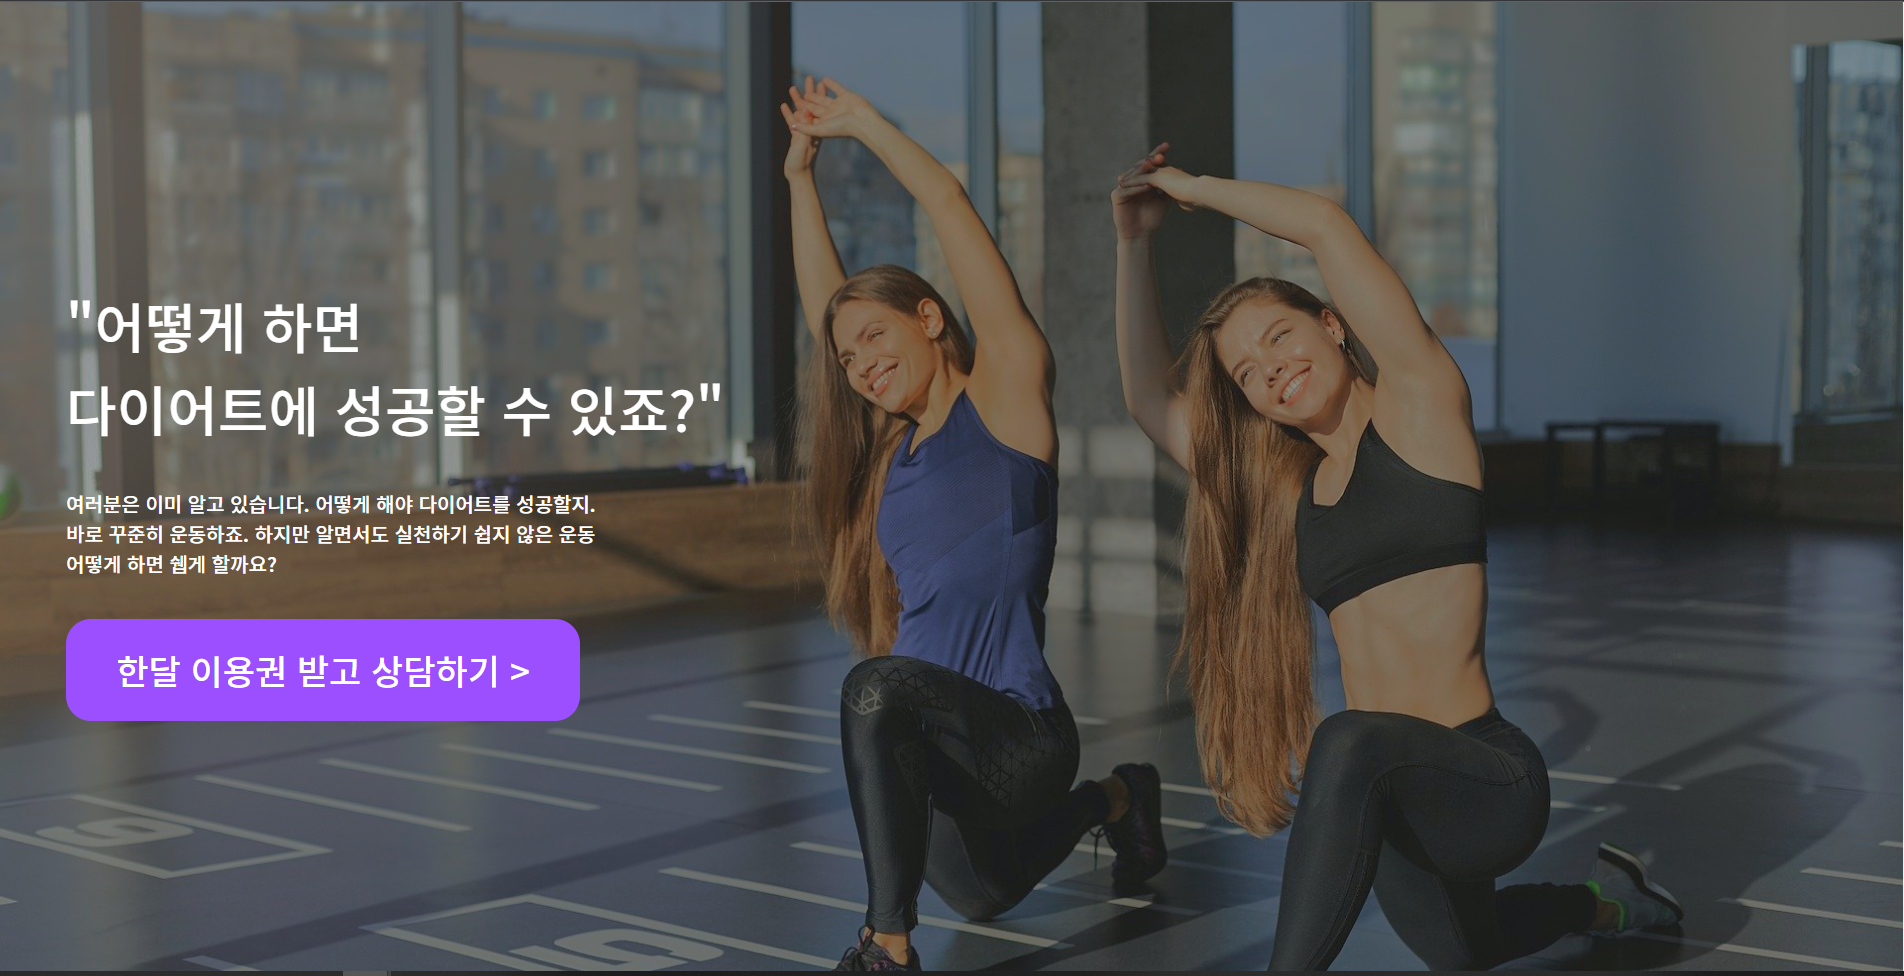 "어떻게 하면
다이어트에 성공할 수 있죠?"
여러분은 이미 알고 있습니다. 어떻게 해야 다이어트를 성공할지.
바로 꾸준히 운동하죠. 하지만 알면서도 실천하기 쉽지 않은 운동
어떻게 하면 쉽게 할까요?
한달 이용권 받고 상담하기 >
9
5